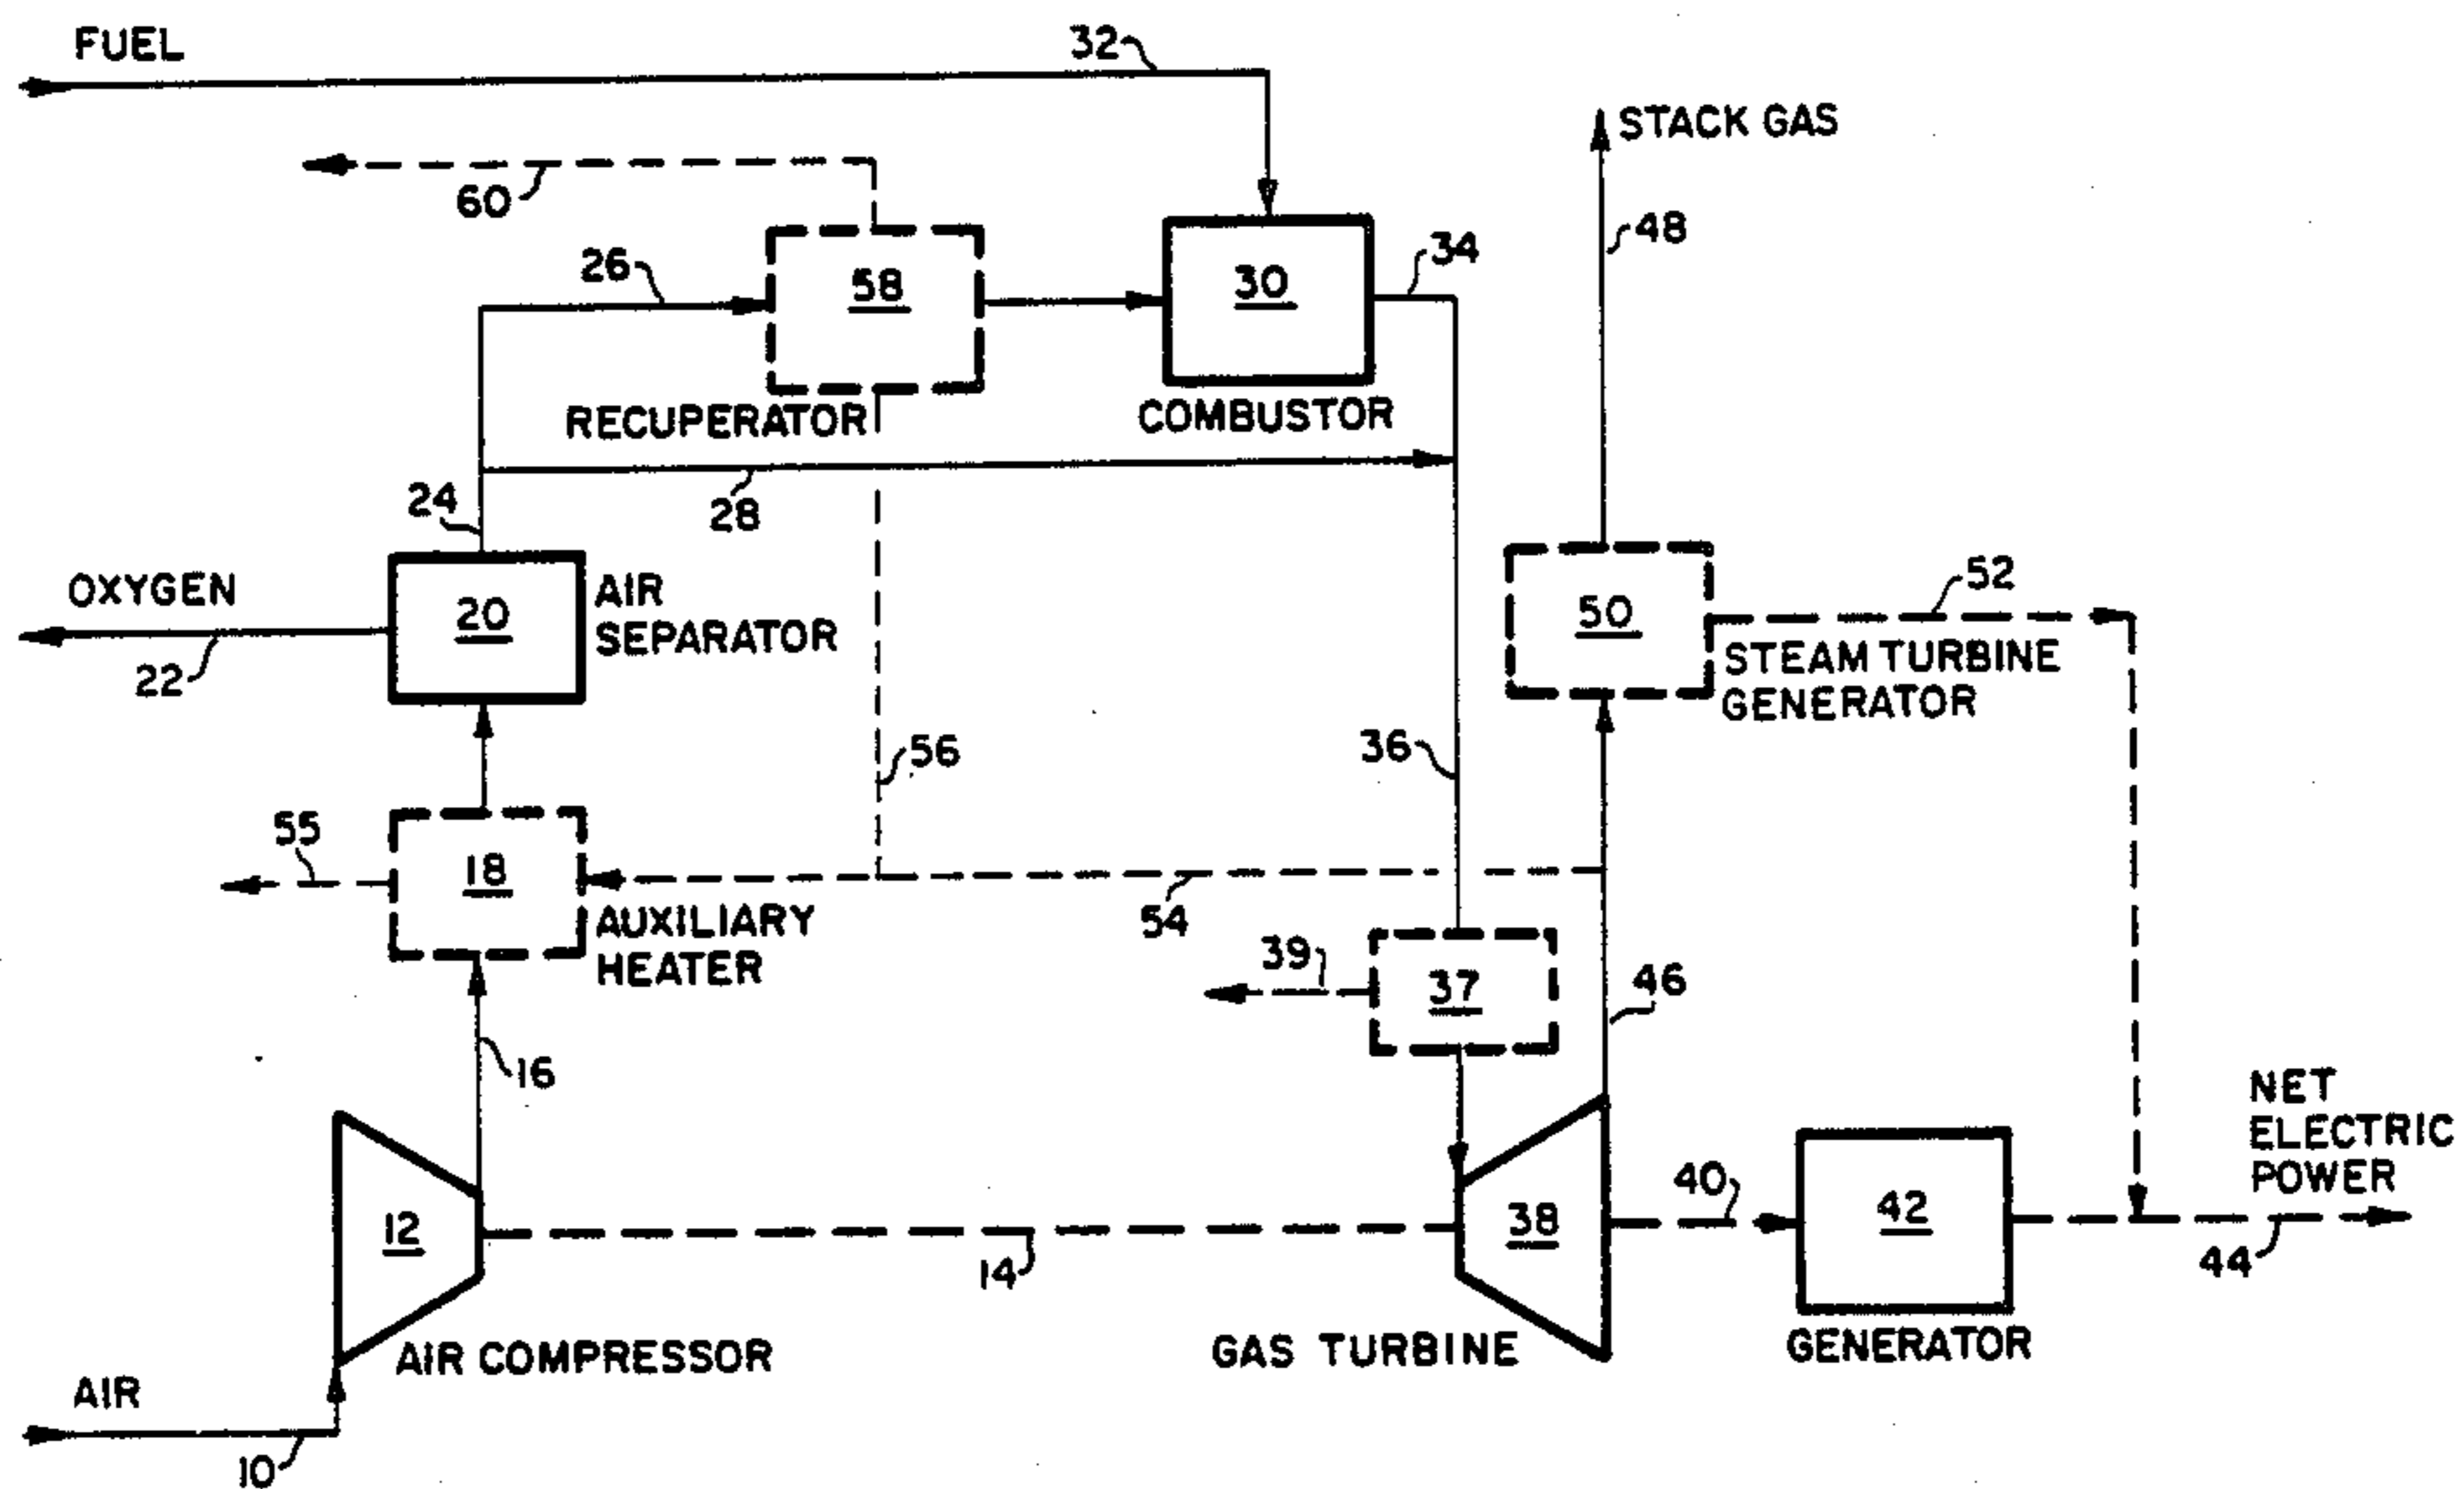 FUEL
32
STACK GAS
60
48
26
58
30
34
RECUPERATOR
COMBUSTOR
24
28
OXYGEN
20
AIR
SEPARATOR
22
50
52
STEAM TURBINE
GENERATOR
56
36
55
18
AUXILIARY
HEATER
54
39
37
46
16
NET
ELECTRIC
POWER
12
14
38
40
42
44
AIR COMPRESSOR
GAS TURBINE
GENERATOR
AIR
10